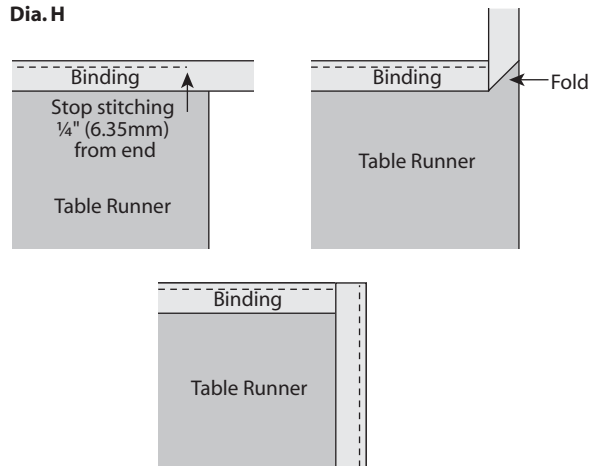 Dia. H
Binding
Stop stitching
¼" (6.35mm)
from end
Table Runner
Binding
Fold
Table Runner
Binding
Table Runner